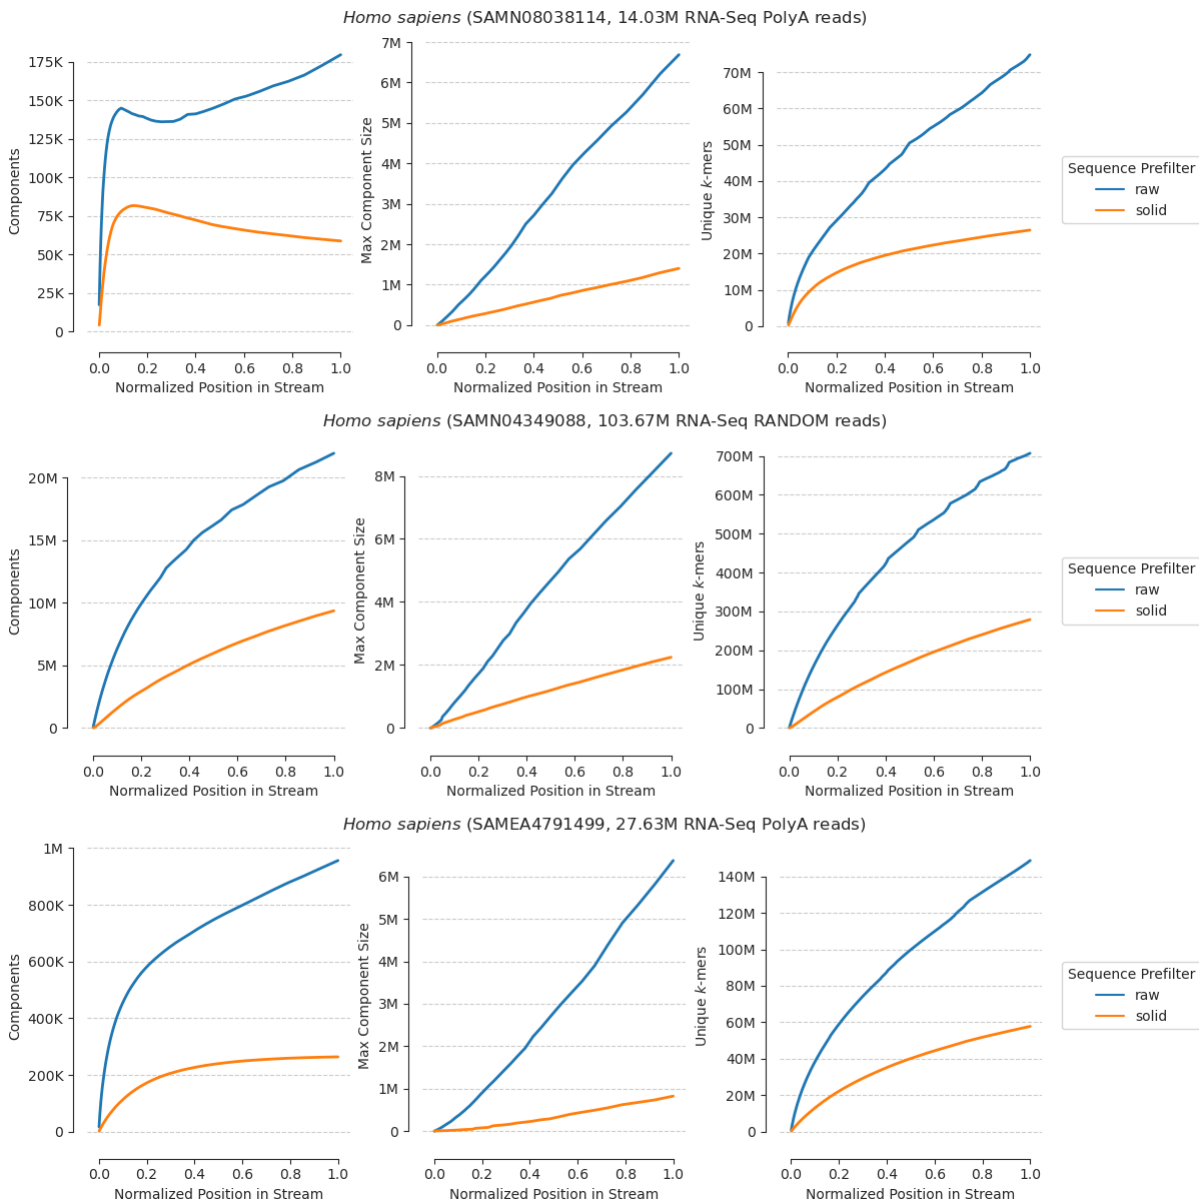 Homo sapiens (SAMN08038114, 14.03M RNA-Seq PolyA reads)
Components
175K
150K
125K
100K
75K
50K
25K
0
0.0 0.2 0.4 0.6 0.8 1.0
Normalized Position in Stream
Max Component Size
7M
6M
5M
4M
3M
2M
1M
0
0.0 0.2 0.4 0.6 0.8 1.0
Normalized Position in Stream
Unique k-mers
70M
60M
50M
40M
30M
20M
10M
0
0.0 0.2 0.4 0.6 0.8 1.0
Normalized Position in Stream
Sequence Prefilter
raw
solid
Homo sapiens (SAMN04349088, 103.67M RNA-Seq RANDOM reads)
Components
20M
15M
10M
5M
0
0.0 0.2 0.4 0.6 0.8 1.0
Normalized Position in Stream
Max Component Size
8M
6M
4M
2M
0
0.0 0.2 0.4 0.6 0.8 1.0
Normalized Position in Stream
Unique k-mers
700M
600M
500M
400M
300M
200M
100M
0
0.0 0.2 0.4 0.6 0.8 1.0
Normalized Position in Stream
Sequence Prefilter
raw
solid
Homo sapiens (SAMEA4791499, 27.63M RNA-Seq PolyA reads)
Components
1M
800K
600K
400K
200K
0
0.0 0.2 0.4 0.6 0.8 1.0
Normalized Position in Stream
Max Component Size
6M
5M
4M
3M
2M
1M
0
0.0 0.2 0.4 0.6 0.8 1.0
Normalized Position in Stream
Unique k-mers
140M
120M
100M
80M
60M
40M
20M
0
0.0 0.2 0.4 0.6 0.8 1.0
Normalized Position in Stream
Sequence Prefilter
raw
solid